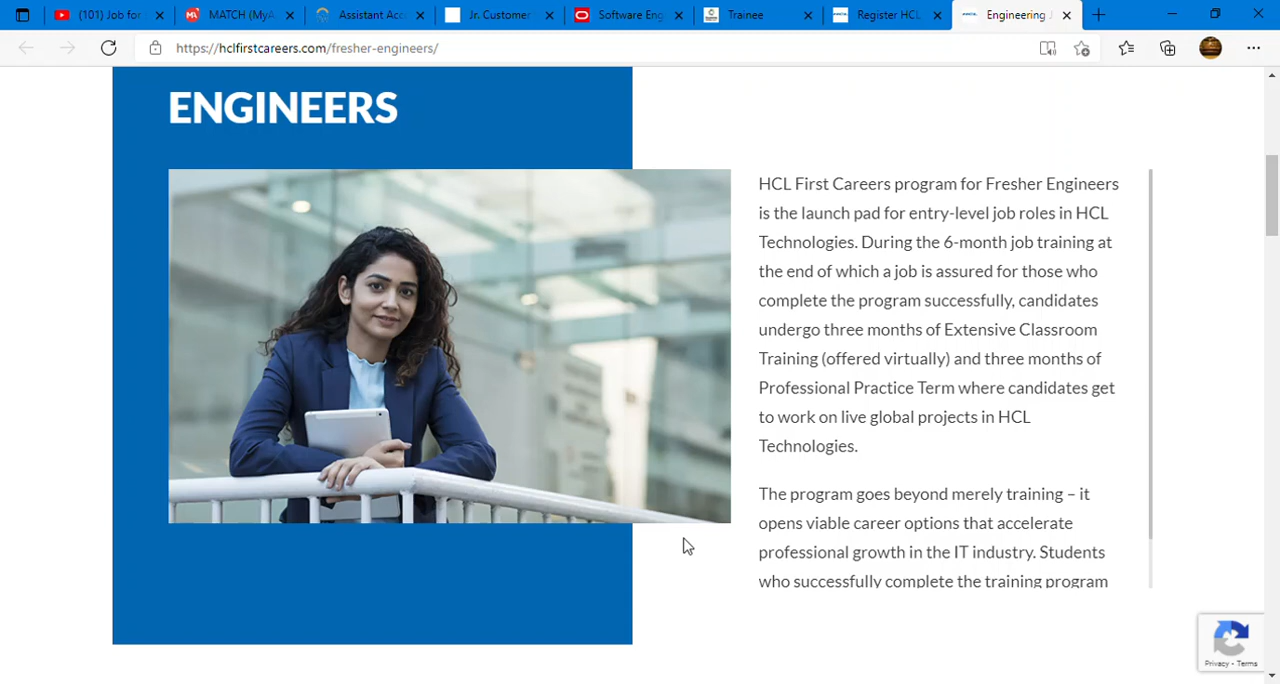 (101) Job for
MATCH (MyA
Assistant Acc
Jr. Customer
Software Eng
Trainee
Register HCL
Engineering J
https://hclfirstcareers.com/fresher-engineers/
ENGINEERS
HCL First Careers program for Fresher Engineers
is the launch pad for entry-level job roles in HCL
Technologies. During the 6-month job training at
the end of which a job is assured for those who
complete the program successfully, candidates
undergo three months of Extensive Classroom
Training (offered virtually) and three months of
Professional Practice Term where candidates get
to work on live global projects in HCL
Technologies.
The program goes beyond merely training – it
opens viable career options that accelerate
professional growth in the IT industry. Students
who successfully complete the training program
Privacy - Terms